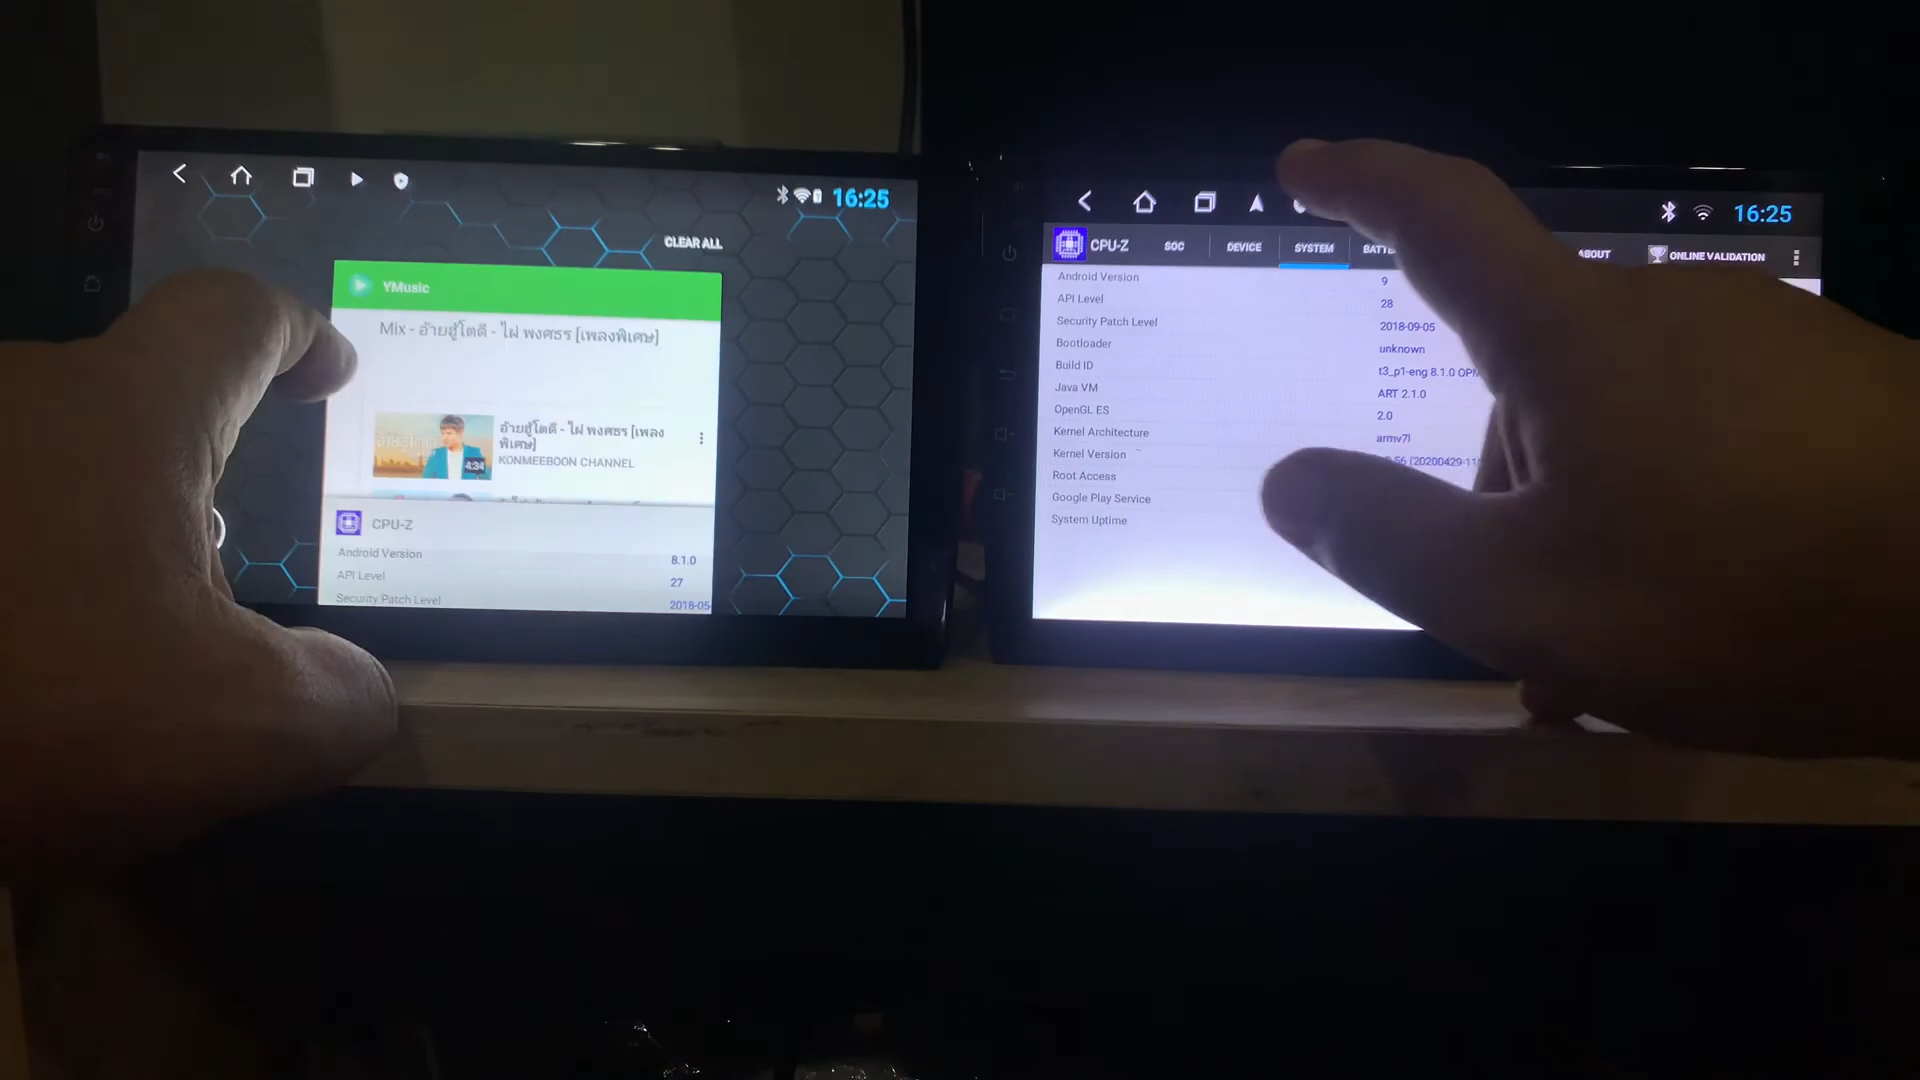 16:25
CLEAR ALL
YMusic
Mix - อ้ายฮู้โตดี - ไผ่ พงศธร [เพลงพิเศษ]
อ้ายฮู้โตดี - ไผ่ พงศธร [เพลง
พิเศษ]
KONMEEBOON CHANNEL
4:34
CPU-Z
Android Version 8.1.0
API Level 27
Security Patch Level 2018-05-
16:25
CPU-Z SOC DEVICE SYSTEM BATTE ABOUT ONLINE VALIDATION
Android Version 9
API Level 28
Security Patch Level 2018-09-05
Bootloader unknown
Build ID t3_p1-eng 8.1.0 OPM
Java VM ART 2.1.0
OpenGL ES 2.0
Kernel Architecture armv7l
Kernel Version (20200429-11
Root Access
Google Play Service
System Uptime